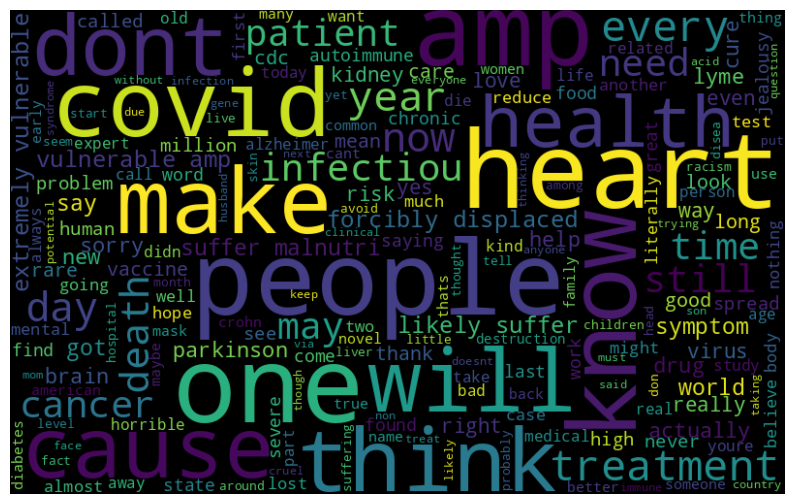 dont
amp
covid
heart
make
people
health
know
one
will
think
cause
patient
every
year
need
now
infectiou
time
still
treatment
day
death
may
cancer
vulnerable amp
extremely vulnerable
forcibly displaced
suffer malnutri
likely suffer
called
old
many
want
thing
first
cdc
autoimmune
cure
kidney
care
women
related
acid
question
without
infection
everyone
today
love
life
another
lyme
jealousy
syndrome
due
gene
yet
food
even
early
start
live
die
reduce
seem
expert
million
alzheimer
mean
chronic
common
test
disea
put
skin
next
cant
great
problem
call
word
risk
yes
look
racism
use
say
husband
avoid
much
among
thinking
person
human
potential
always
sorry
clinical
way
trying
long
literally
nothing
new
didn
saying
kind
help
tell
anyone
rare
vaccine
going
month
well
hope
thats
thought
family
good
spread
mental
hospital
mask
see
crohn
keep
two
novel
little
destruction
children
son
head
age
symptom
find
got
maybe
parkinson
come
via
liver
thank
doesnt
work
might
virus
body
mom
brain
though
take
last
back
must
drug
study
american
true
bad
said
don
world
believe
horrible
severe
part
non
case
real
really
taking
level
found
right
name
treat
medical
high
never
actually
youre
diabetes
face
fact
suffering
cruel
likely
probably
almost
away
state
around
lost
better
immune
someone
country